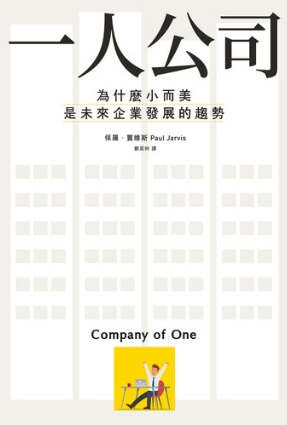 一人公司
為什麼小而美
是未來企業發展的趨勢
保羅・賈維斯 Paul Jarvis
劉奕吟 譯
Company of One